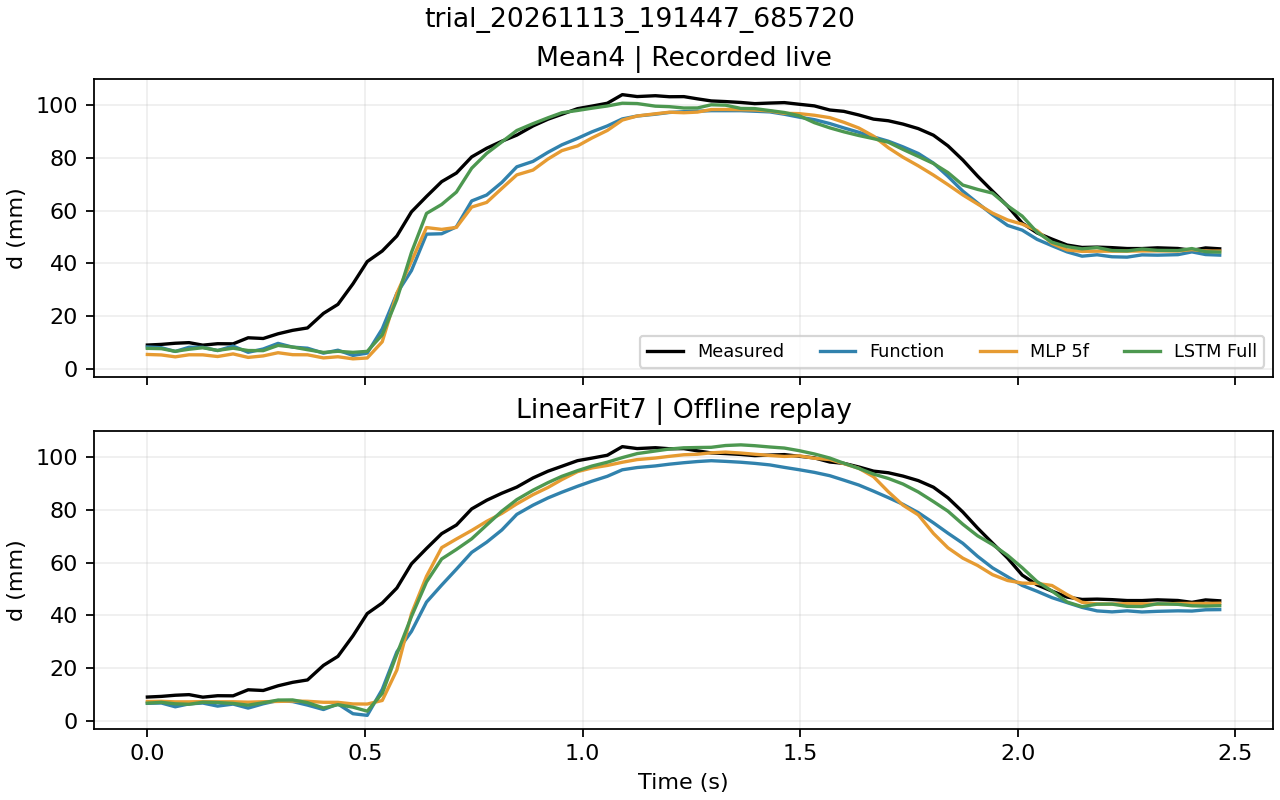 trial_20261113_191447_685720
Mean4 | Recorded live
100
80
60
40
20
0
d (mm)
Measured Function MLP 5f LSTM Full
LinearFit7 | Offline replay
100
80
60
40
20
0
d (mm)
0.0 0.5 1.0 1.5 2.0 2.5
Time (s)